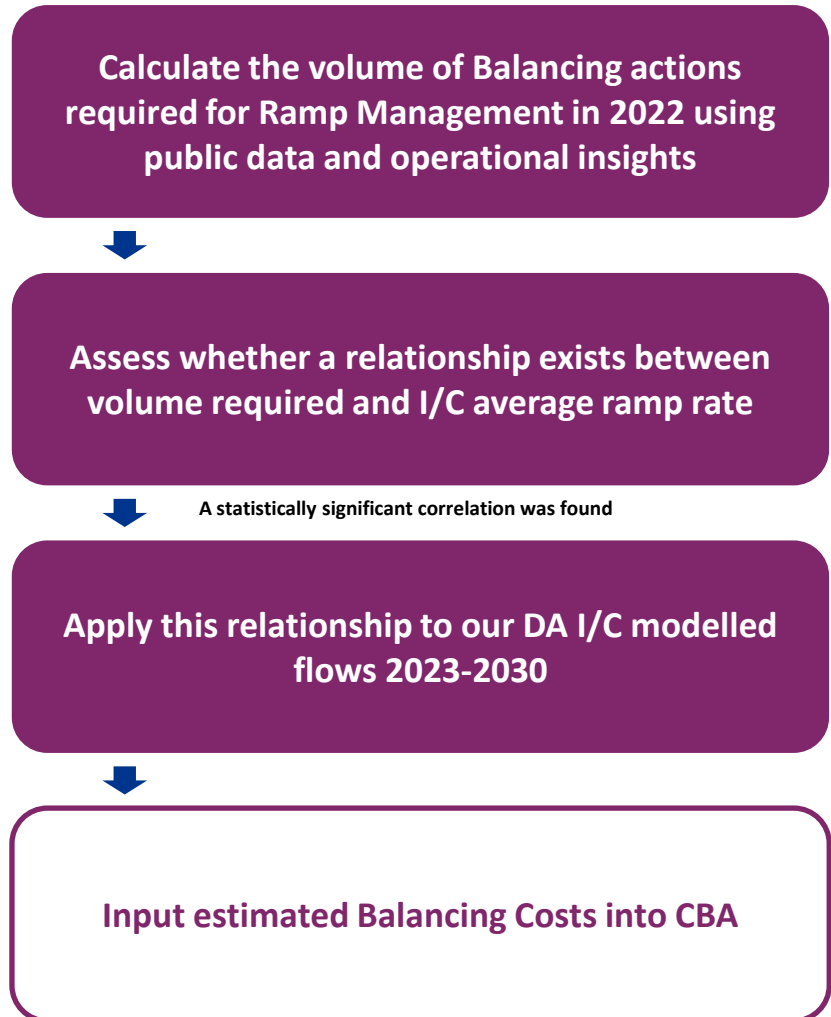 Calculate the volume of Balancing actions
required for Ramp Management in 2022 using
public data and operational insights
Assess whether a relationship exists between
volume required and I/C average ramp rate
A statistically significant correlation was found
Apply this relationship to our DA I/C modelled
flows 2023-2030
Input estimated Balancing Costs into CBA